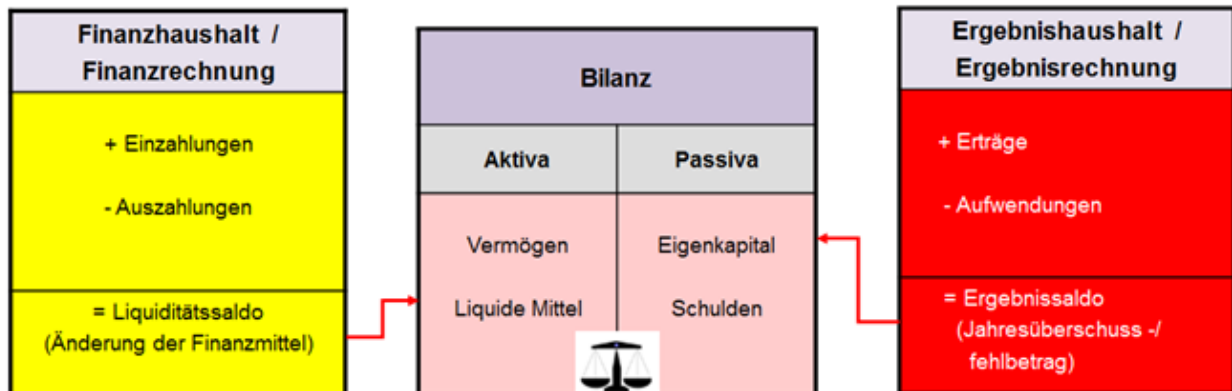 Finanzhaushalt /
Finanzrechnung
+ Einzahlungen
- Auszahlungen
= Liquiditätssaldo
(Änderung der Finanzmittel)
Bilanz
Aktiva
Passiva
Vermögen
Eigenkapital
Liquide Mittel
Schulden
Ergebnishaushalt /
Ergebnisrechnung
+ Erträge
- Aufwendungen
= Ergebnissaldo
(Jahresüberschuss -/
fehlbetrag)